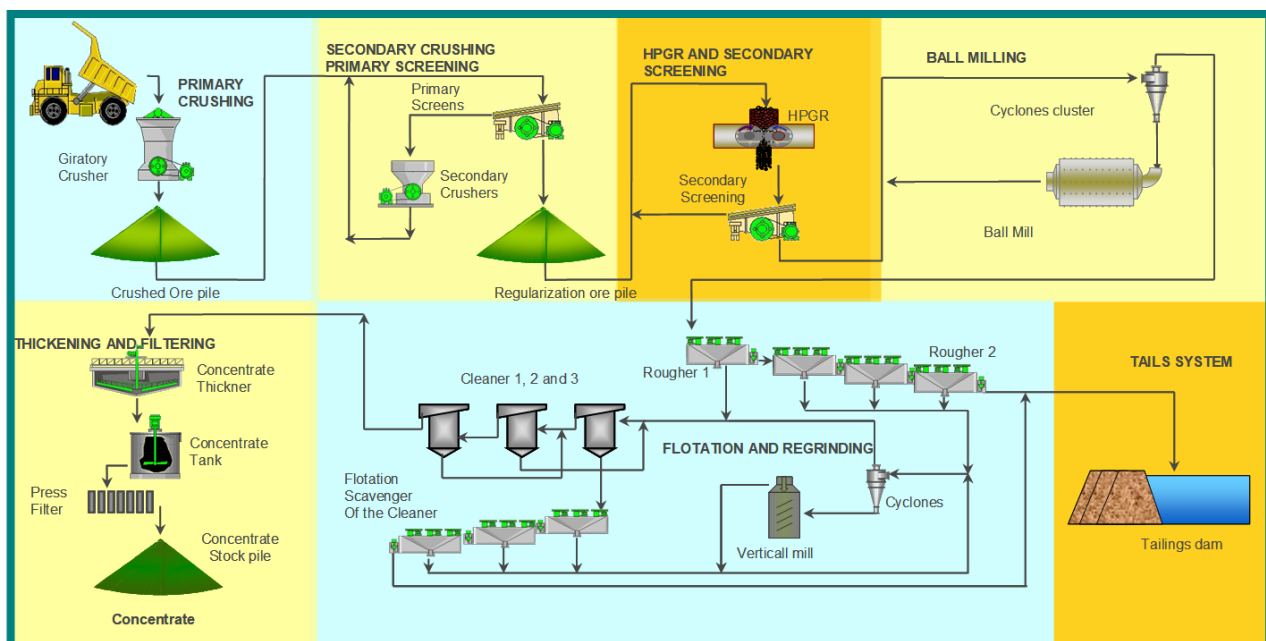 PRIMARY
CRUSHING
Giratory
Crusher
Crushed Ore pile
SECONDARY CRUSHING
PRIMARY SCREENING
Primary
Screens
Secondary
Crushers
Regularization ore pile
HPGR AND SECONDARY
SCREENING
HPGR
Secondary
Screening
BALL MILLING
Cyclones cluster
Ball Mill
THICKENING AND FILTERING
Concentrate
Thickner
Concentrate
Tank
Press
Filter
Concentrate
Stock pile
Concentrate
Rougher 1
Rougher 2
Cleaner 1, 2 and 3
FLOTATION AND REGRINDING
Flotation
Scavenger
Of the Cleaner
Cyclones
Verticall mill
TAILS SYSTEM
Tailings dam